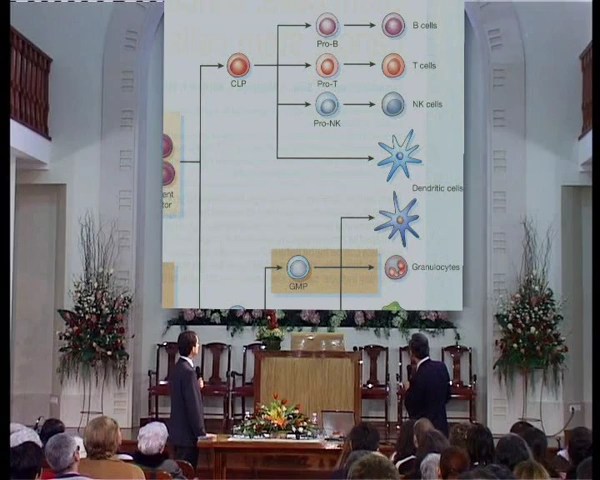 B cells
Pro-B
CLP
T cells
Pro-T
NK cells
Pro-NK
Dendritic cells
Granulocytes
GMP